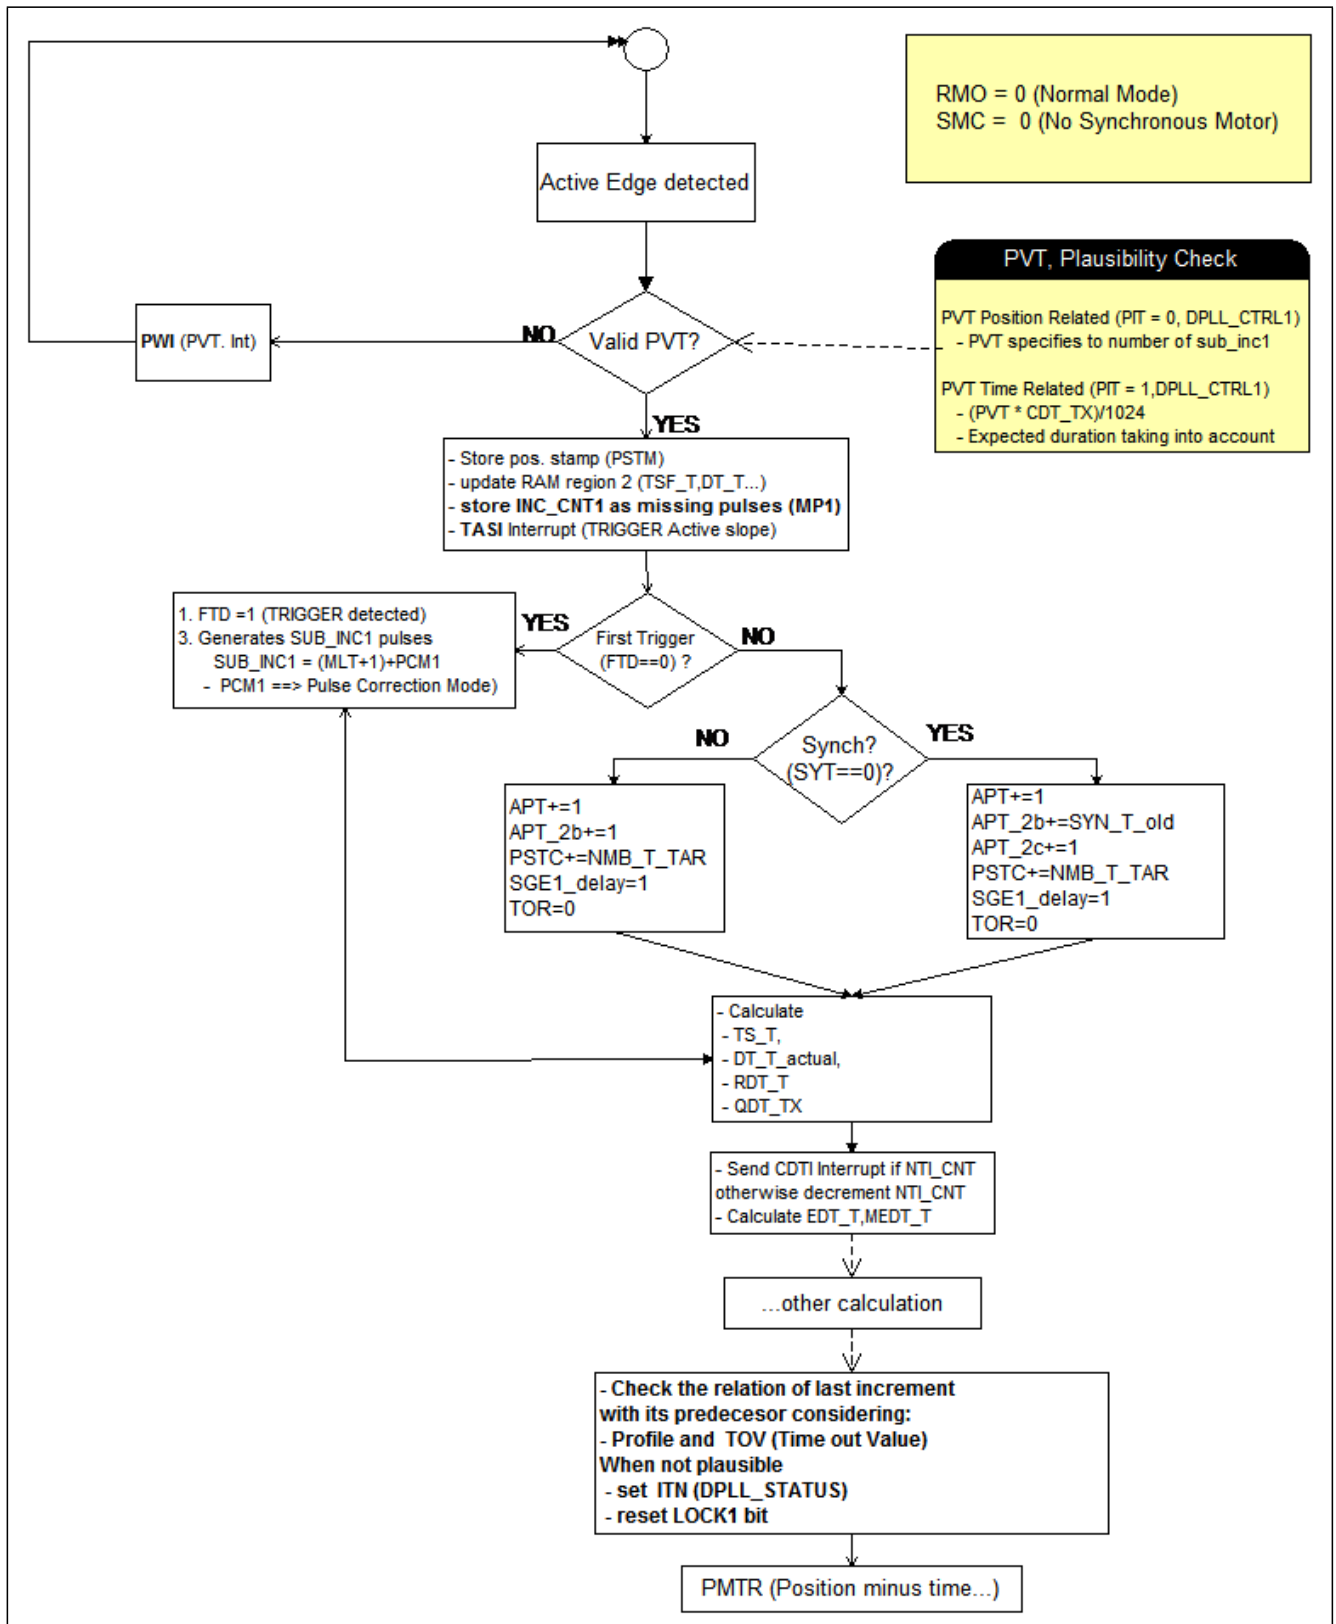 RMO = 0 (Normal Mode)
SMC =  0 (No Synchronous Motor)
Active Edge detected
PVT, Plausibility Check
PVT Position Related (PIT = 0, DPLL_CTRL1)
- PVT specifies to number of sub_inc1
PVT Time Related (PIT = 1,DPLL_CTRL1)
- (PVT * CDT_TX)/1024
- Expected duration taking into account
PWI (PVT. Int)
NO
Valid PVT?
YES
- Store pos. stamp (PSTM)
- update RAM region 2 (TSF_T,DT_T...)
- store INC_CNT1 as missing pulses (MP1)
- TASI Interrupt (TRIGGER Active slope)
1. FTD =1 (TRIGGER detected)
3. Generates SUB_INC1 pulses
SUB_INC1 = (MLT+1)+PCM1
- PCM1 ==> Pulse Correction Mode)
YES
First Trigger
(FTD==0) ?
NO
NO
Synch?
(SYT==0)?
YES
APT+=1
APT_2b+=1
PSTC+=NMB_T_TAR
SGE1_delay=1
TOR=0
APT+=1
APT_2b+=SYN_T_old
APT_2c+=1
PSTC+=NMB_T_TAR
SGE1_delay=1
TOR=0
- Calculate
- TS_T,
- DT_T_actual,
- RDT_T
- QDT_TX
- Send CDTI Interrupt if NTI_CNT
otherwise decrement NTI_CNT
- Calculate EDT_T,MEDT_T
...other calculation
- Check the relation of last increment
with its predecesor considering:
- Profile and  TOV (Time out Value)
When not plausible
- set  ITN (DPLL_STATUS)
- reset LOCK1 bit
PMTR (Position minus time...)